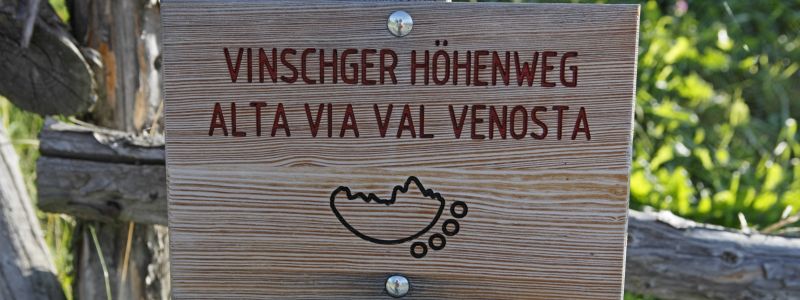 VINSCHGER HÖHENWEG
ALTA VIA VAL VENOSTA